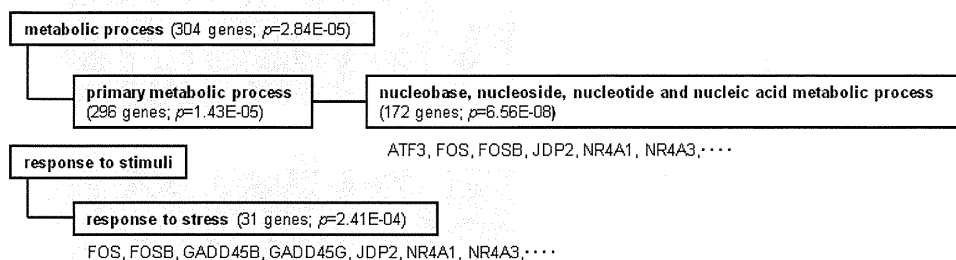 metabolic process (304 genes; p=2.84E-05)
primary metabolic process
(296 genes; p=1.43E-05)
nucleobase, nucleoside, nucleotide and nucleic acid metabolic process
(172 genes; p=6.56E-08)
ATF3, FOS, FOSB, JDP2, NR4A1, NR4A3,····
response to stimuli
response to stress (31 genes; p=2.41E-04)
FOS, FOSB, GADD45B, GADD45G, JDP2, NR4A1, NR4A3,····